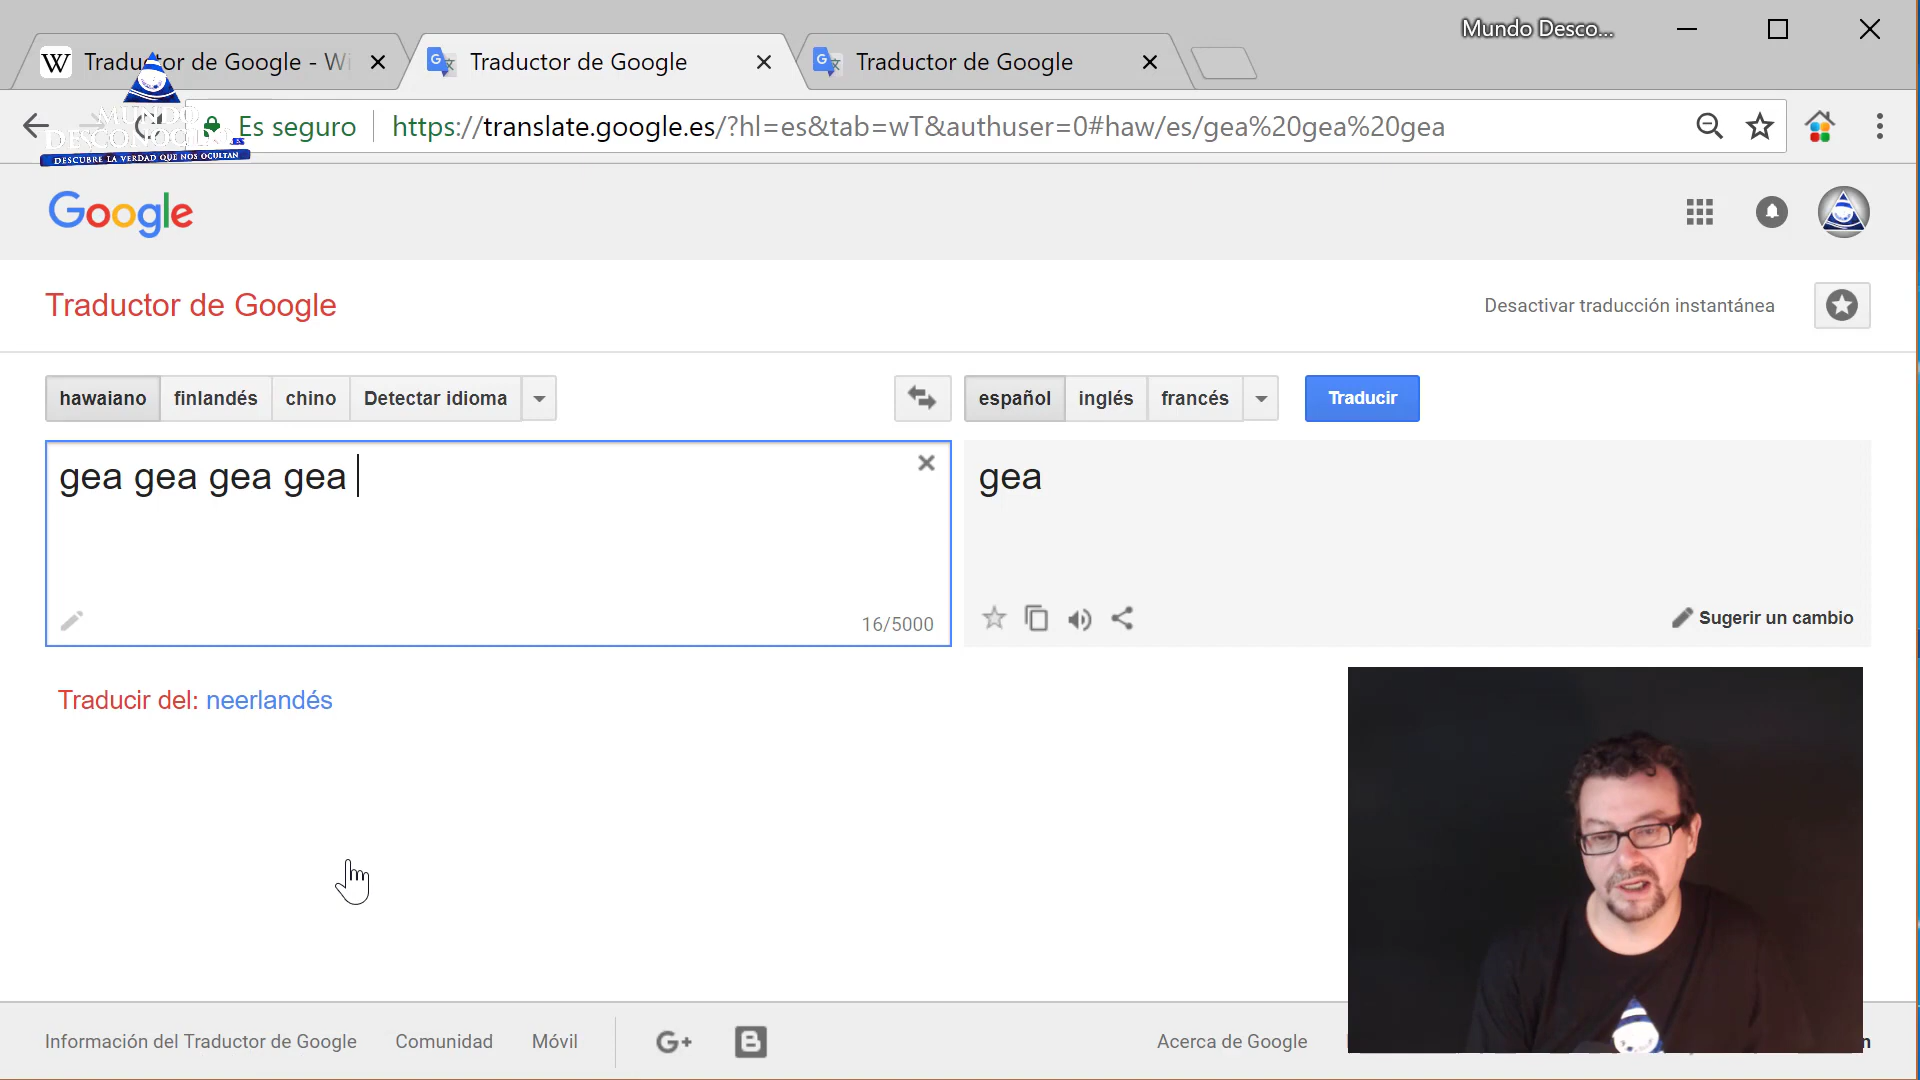 Mundo Desco...
Traductor de Google - Wi
Traductor de Google
Traductor de Google
MUNDO
DESCONOCIDO.ES
DESCUBRE LA VERDAD QUE NOS OCULTAN
Es seguro
https://translate.google.es/?hl=es&tab=wT&authuser=0#haw/es/gea%20gea%20gea
Google
Traductor de Google
Desactivar traducción instantánea
hawaiano finlandés chino Detectar idioma
español inglés francés Traducir
gea gea gea gea
gea
16/5000
Sugerir un cambio
Traducir del: neerlandés
Información del Traductor de Google Comunidad Móvil G+
Acerca de Google